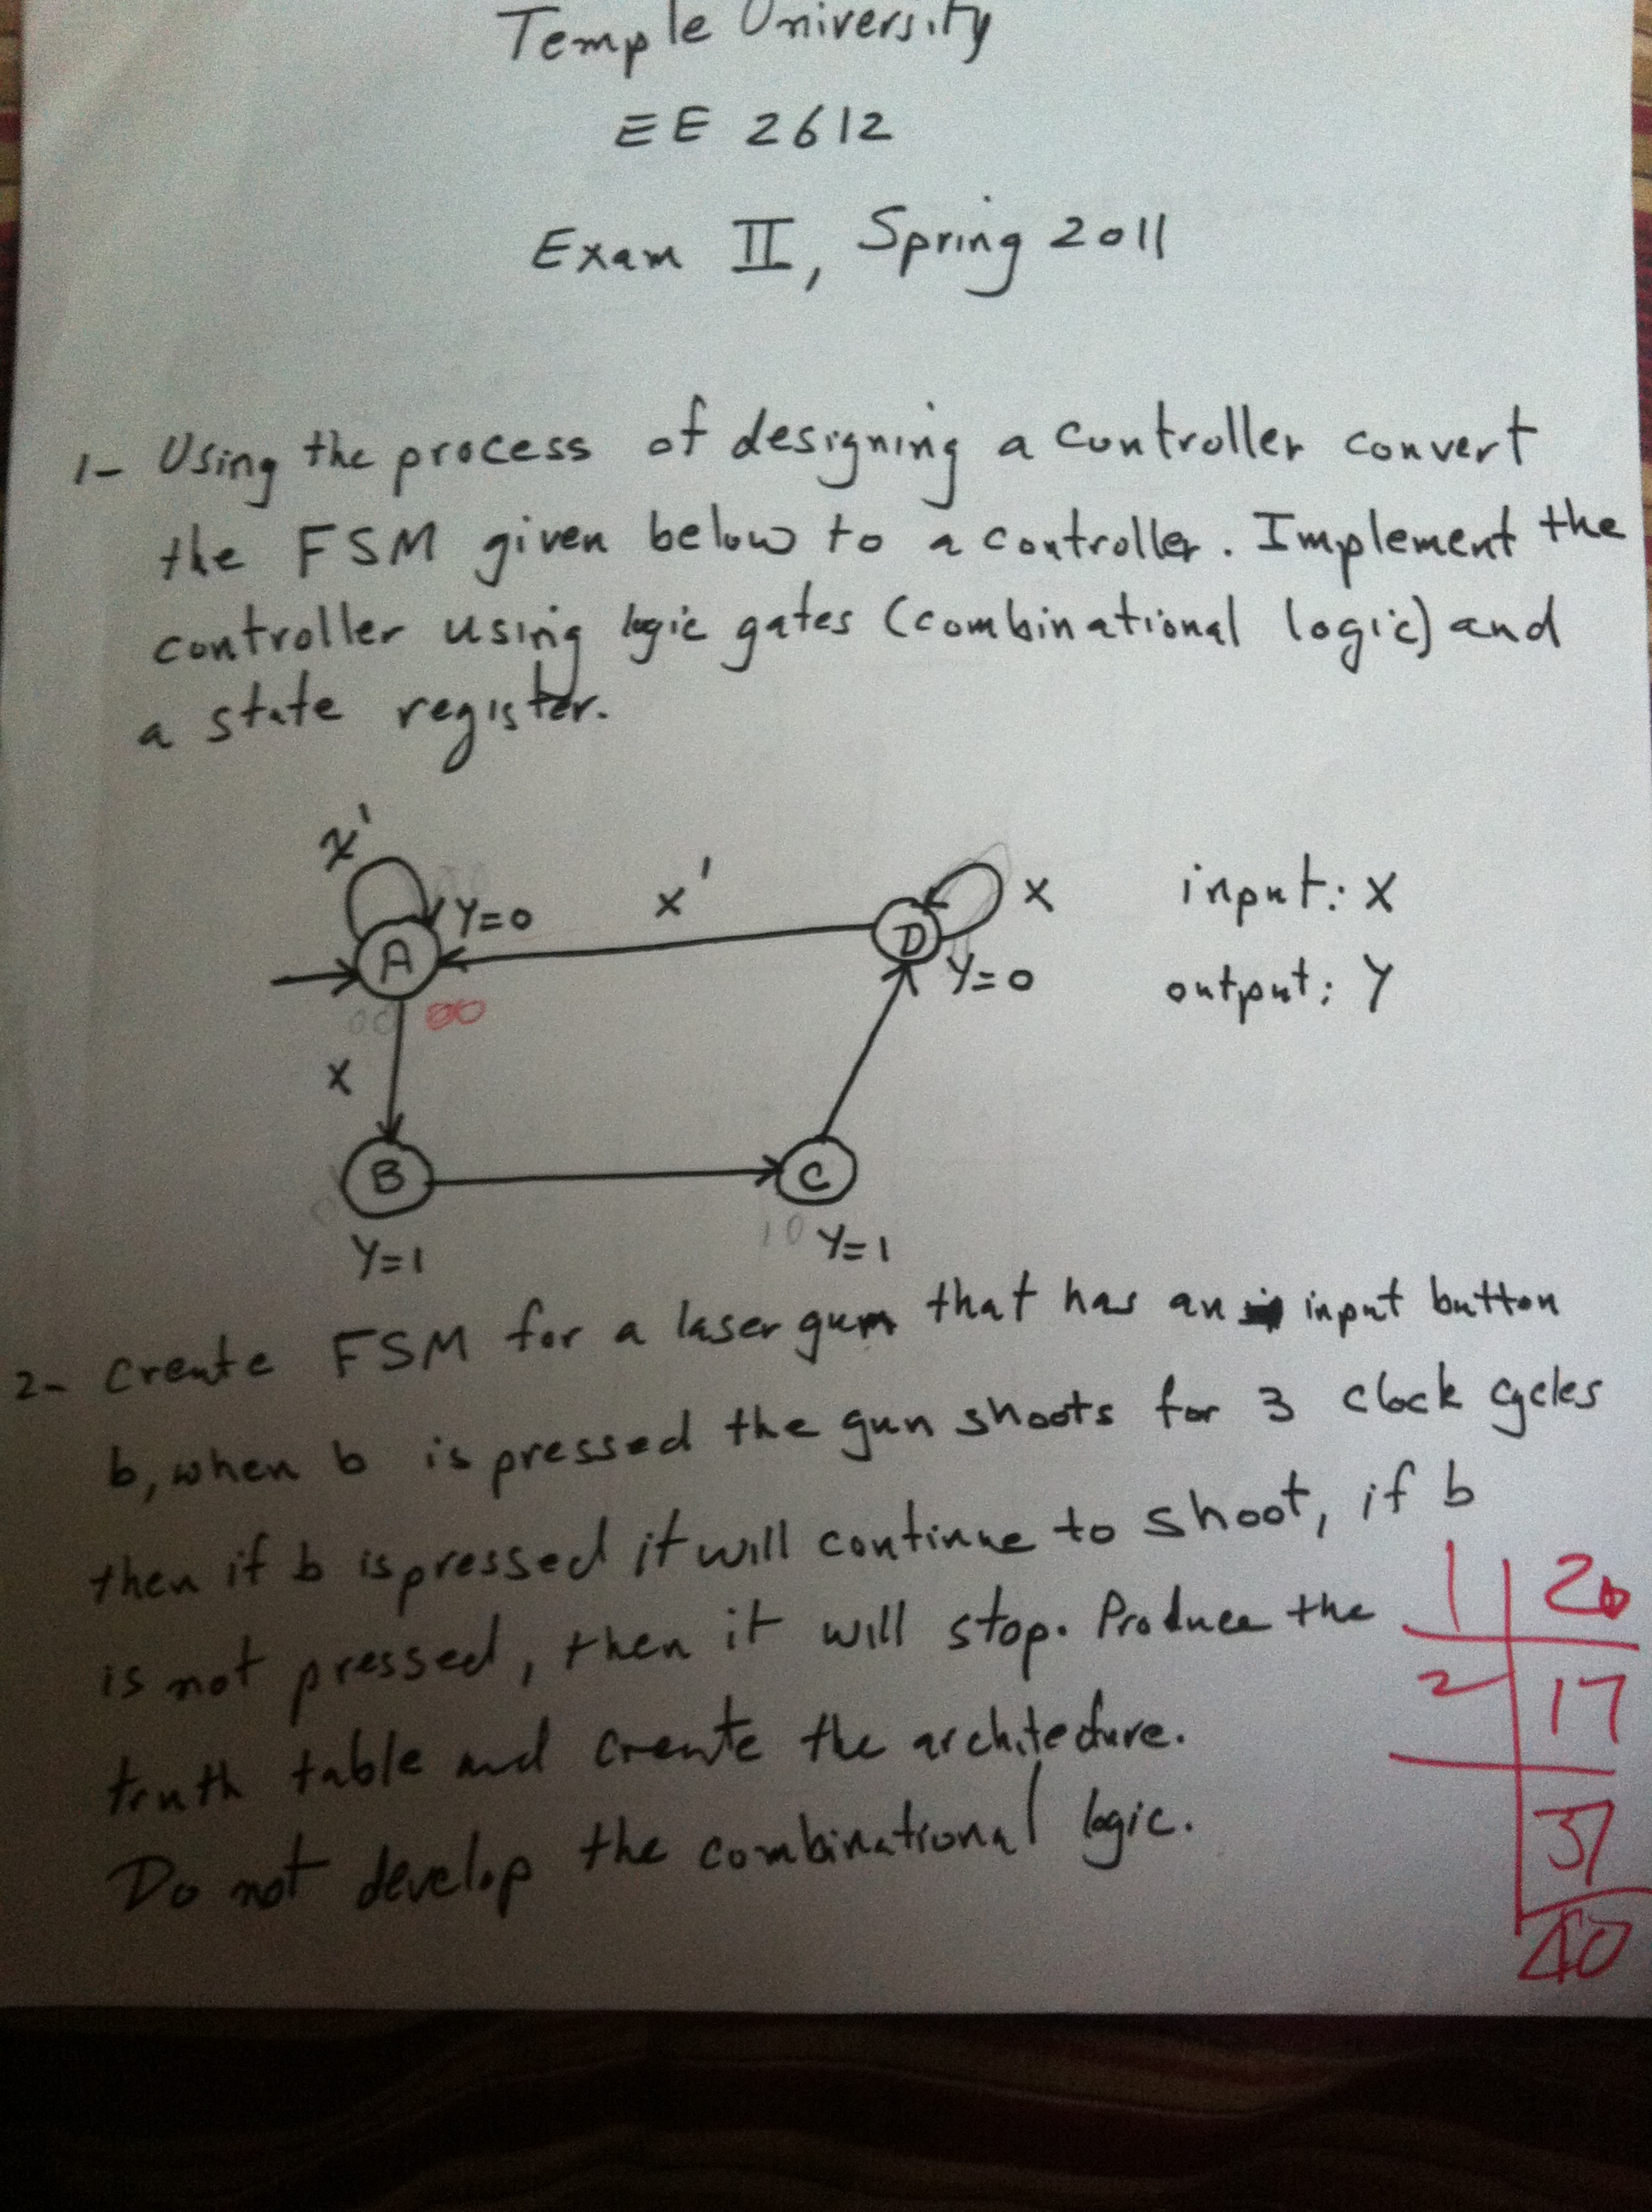 Temple University
EE 2612
Exam II, Spring 2011
1- Using the process of designing a controller convert
the FSM given below to a controller. Implement the
controller using logic gates (combinational logic) and
a state register.
x'
Y=0
x'
D
x
input: X
A
Y=0
output: Y
00 00
x
B
C
10
Y=1
Y=1
2- Create FSM for a laser gun that has an input button
b, when b is pressed the gun shoots for 3 clock cycles
then if b is pressed it will continue to shoot, if b
is not pressed, then it will stop. Produce the
truth table and create the architecture.
Do not develop the combinational logic.
1 20
2 17
37
40